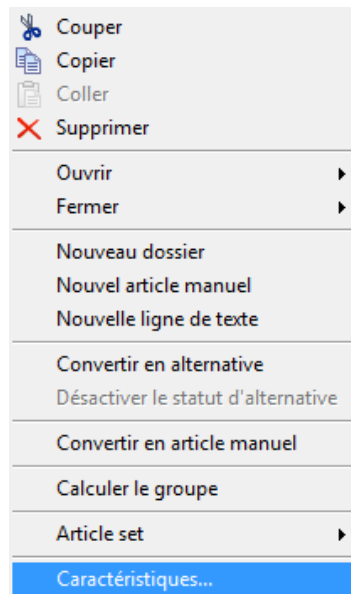 Couper
Copier
Coller
Supprimer
Ouvrir
Fermer
Nouveau dossier
Nouvel article manuel
Nouvelle ligne de texte
Convertir en alternative
Désactiver le statut d'alternative
Convertir en article manuel
Calculer le groupe
Article set
Caractéristiques...